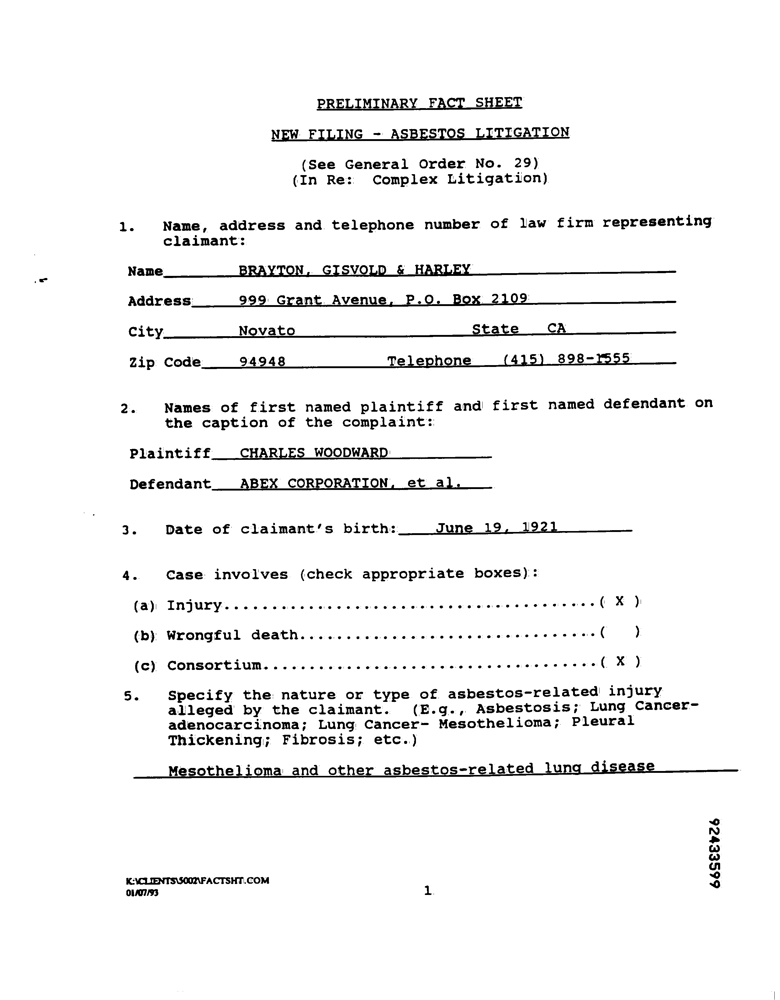 PRELIMINARY FACT SHEET
NEW FILING - ASBESTOS LITIGATION
(See General Order No. 29)
(In Re: Complex Litigation)
1. Name, address and telephone number of law firm representing
claimant:
Name BRAYTON, GISVOLD & HARLEY
Address 999 Grant Avenue, P.O. Box 2109
City Novato State CA
Zip Code 94948 Telephone (415) 898-1555
2. Names of first named plaintiff and first named defendant on
the caption of the complaint:
Plaintiff CHARLES WOODWARD
Defendant ABEX CORPORATION, et al.
3. Date of claimant's birth: June 19, 1921
4. Case involves (check appropriate boxes):
(a) Injury.......................................( X )
(b) Wrongful death...............................( )
(c) Consortium...................................( X )
5. Specify the nature or type of asbestos-related injury
alleged by the claimant. (E.g., Asbestosis; Lung Cancer-
adenocarcinoma; Lung Cancer- Mesothelioma; Pleural
Thickening; Fibrosis; etc.)
Mesothelioma and other asbestos-related lung disease
K:\CLIENTS\5002\FACTSHT.COM
01/07/93
1
92433599